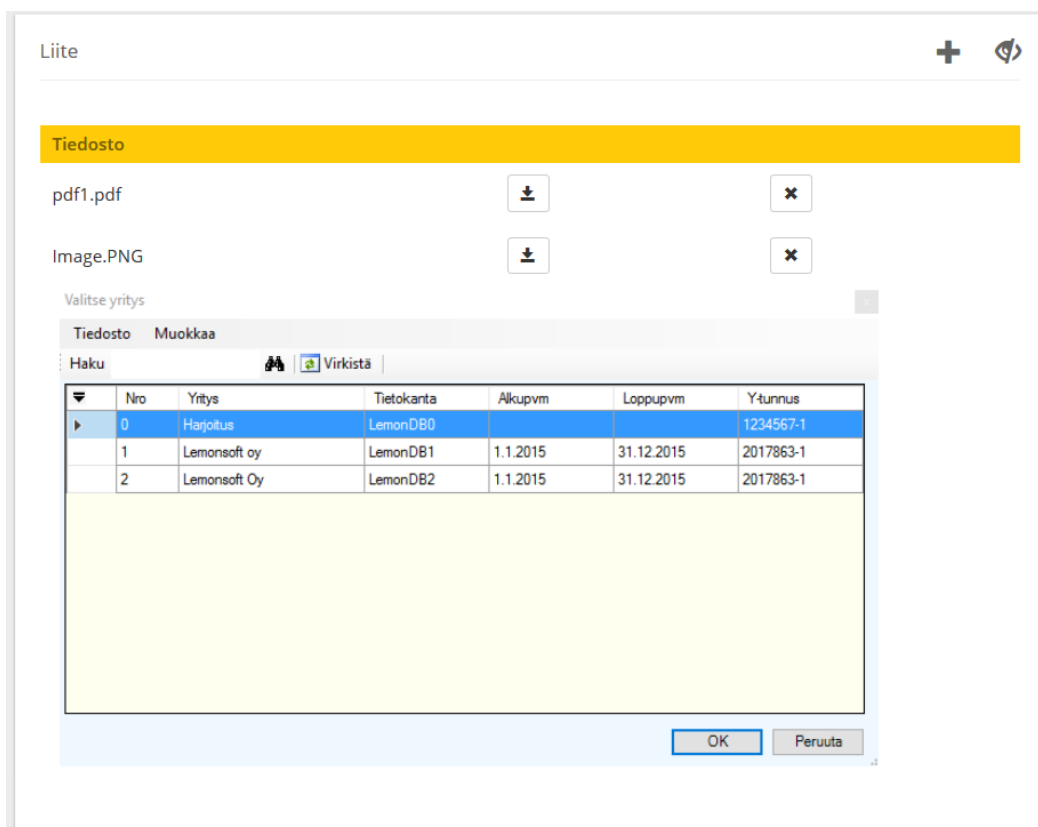 Liite
Tiedosto
pdf1.pdf
Image.PNG
Valitse yritys
Tiedosto Muokkaa
Haku Virkistä
Nro Yritys Tietokanta Alkupvm Loppupvm Y-tunnus
0 Harjoitus LemonDB0 1234567-1
1 Lemonsoft oy LemonDB1 1.1.2015 31.12.2015 2017863-1
2 Lemonsoft Oy LemonDB2 1.1.2015 31.12.2015 2017863-1
OK Peruuta